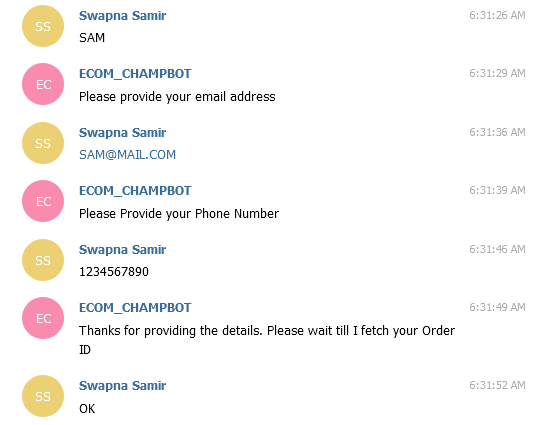 SS
Swapna Samir
6:31:26 AM
SAM
EC
ECOM_CHAMPBOT
6:31:29 AM
Please provide your email address
SS
Swapna Samir
6:31:36 AM
SAM@MAIL.COM
EC
ECOM_CHAMPBOT
6:31:39 AM
Please Provide your Phone Number
SS
Swapna Samir
6:31:46 AM
1234567890
EC
ECOM_CHAMPBOT
6:31:49 AM
Thanks for providing the details. Please wait till I fetch your Order
ID
SS
Swapna Samir
6:31:52 AM
OK